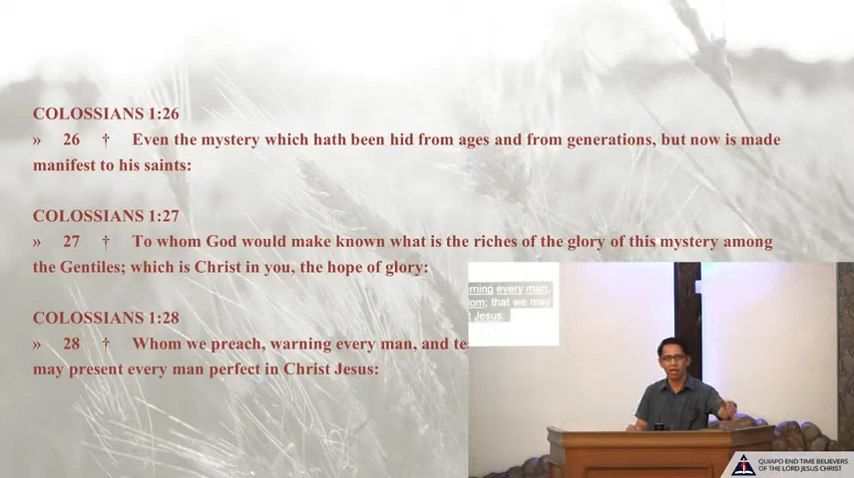 COLOSSIANS 1:26
» 26 † Even the mystery which hath been hid from ages and from generations, but now is made
manifest to his saints:
COLOSSIANS 1:27
» 27 † To whom God would make known what is the riches of the glory of this mystery among
the Gentiles; which is Christ in you, the hope of glory:
COLOSSIANS 1:28
» 28 † Whom we preach, warning every man, and te
may present every man perfect in Christ Jesus:
rning every man,
dom; that we may
t Jesus:
QUIAPO END TIME BELIEVERS
OF THE LORD JESUS CHRIST